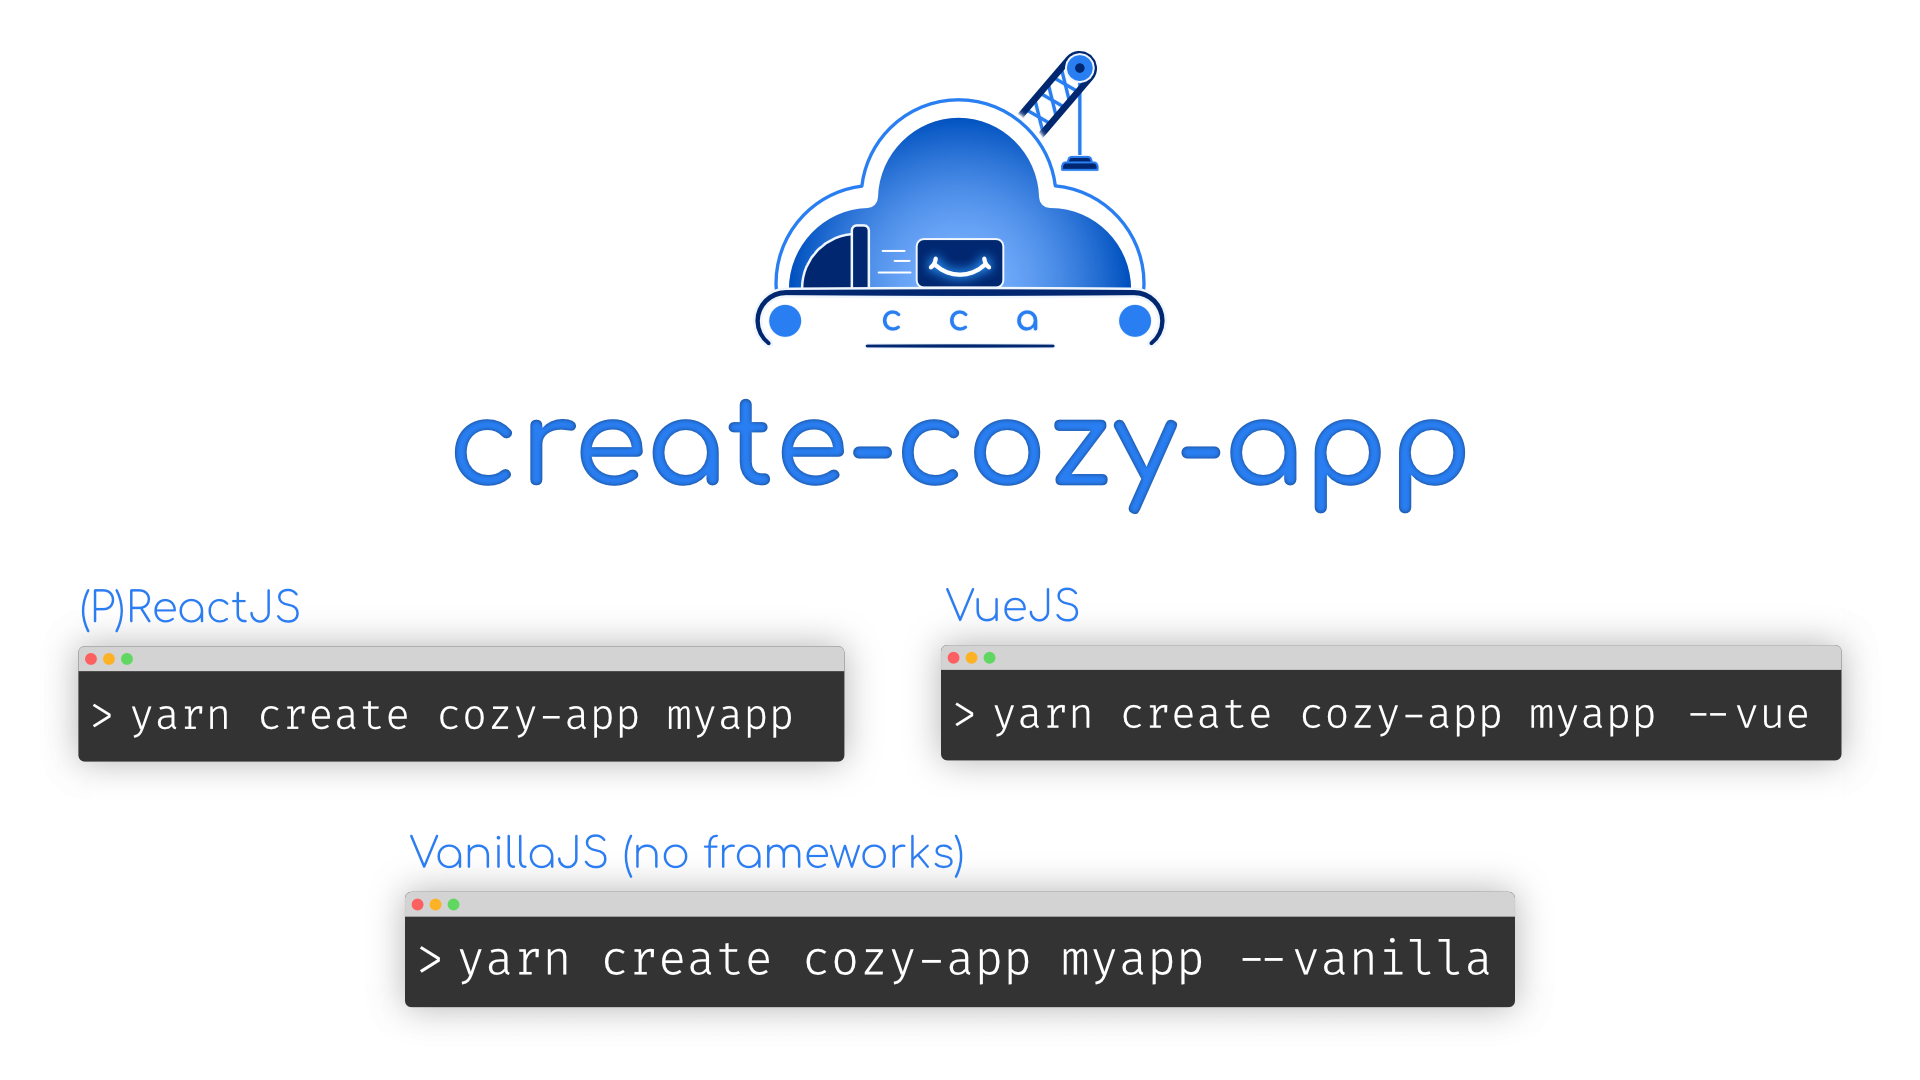 c c a
create-cozy-app
(P)ReactJS
> yarn create cozy-app myapp
VueJS
> yarn create cozy-app myapp --vue
VanillaJS (no frameworks)
> yarn create cozy-app myapp --vanilla